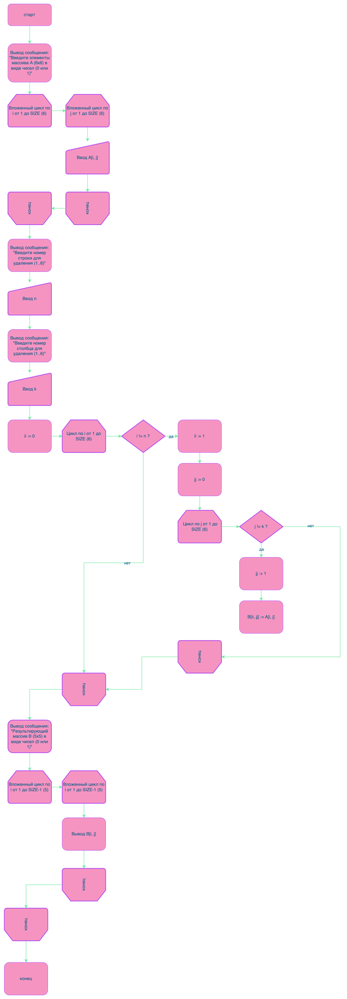 старт
Вывод сообщения:
"Введите элементы
массива A (6x6) в
виде чисел (0 или
1)"
Вложенный цикл по
i от 1 до SIZE (6)
Вложенный цикл по
j от 1 до SIZE (6)
Ввод A[i, j]
конец
конец
Вывод сообщения:
"Введите номер
строки для
удаления (1..6)"
Ввод n
Вывод сообщения:
"Введите номер
столбца для
удаления (1..6)"
Ввод k
ii := 0
Цикл по i от 1 до
SIZE (6)
i != n ?
да
ii :+ 1
jj := 0
Цикл по j от 1 до
SIZE (6)
j != k ?
нет
да
нет
jj :+ 1
B[ii, jj] := A[i, j]
конец
конец
Вывод сообщения:
"Результирующий
массив B (5x5) в
виде чисел (0 или
1)"
Вложенный цикл по
i от 1 до SIZE-1 (5)
Вложенный цикл по
i от 1 до SIZE-1 (5)
Вывод B[i, j]
конец
конец
конец